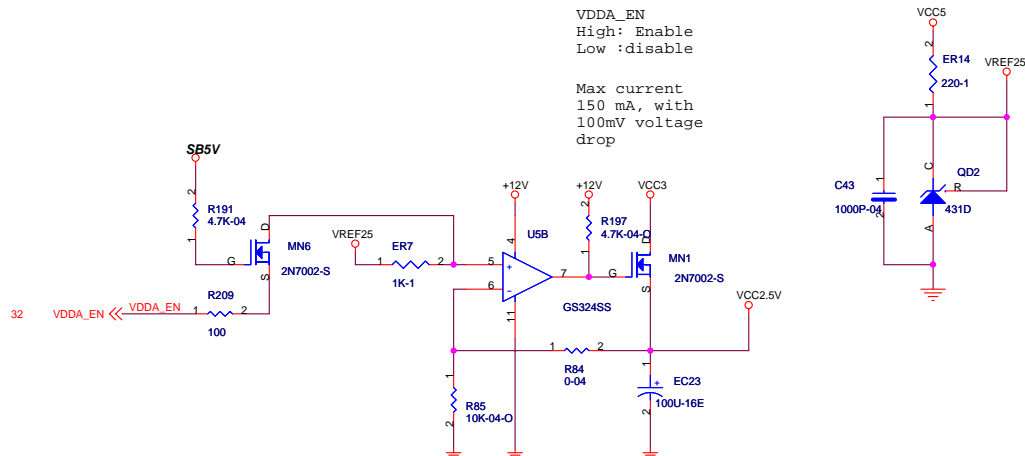 VDDA_EN
High: Enable
Low :disable
Max current
150 mA, with
100mV voltage
drop
VCC5
2
ER14
220-1
1
VREF25
C
QD2
R
431D
A
C43
1
1000P-04
2
SB5V
2
R191
4.7K-04
1
D
MN6
G
2N7002-S
S
VREF25
ER7
1
2
1K-1
32
VDDA_EN
VDDA_EN
R209
1
2
100
+12V
4
U5B
5
+
6
−
7
11
GS324SS
+12V
2
R197
4.7K-04-O
1
VCC3
D
MN1
G
2N7002-S
S
VCC2.5V
1
2
R84
0-04
1
R85
10K-04-O
2
1
EC23
+
100U-16E
2